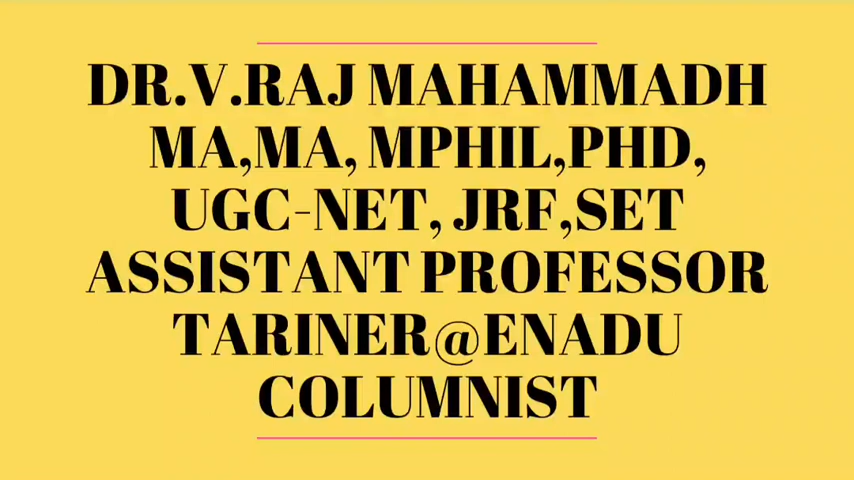 DR.V.RAJ MAHAMMADH
MA,MA, MPHIL,PHD,
UGC-NET, JRF,SET
ASSISTANT PROFESSOR
TARINER@ENADU
COLUMNIST